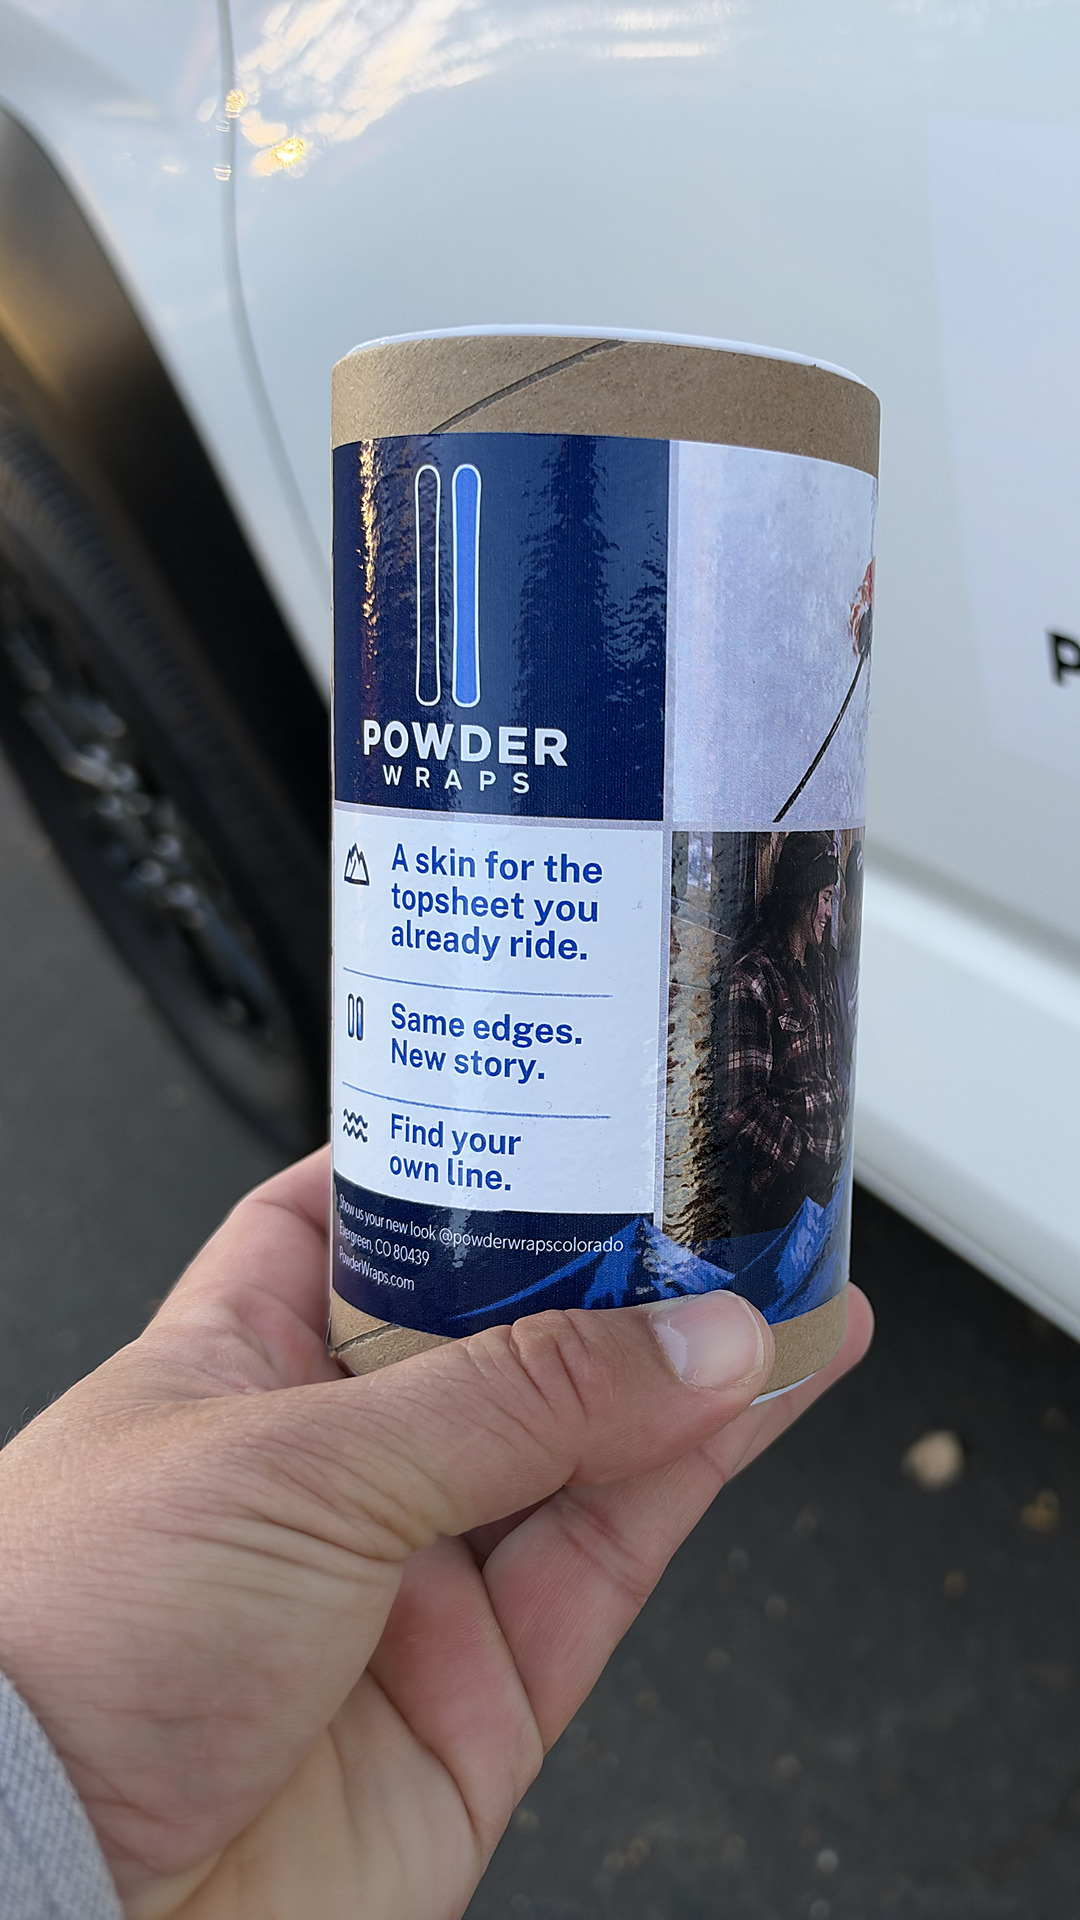 POWDER
WRAPS
A skin for the
topsheet you
already ride.
Same edges.
New story.
Find your
own line.
Show us your new look @powderwrapscolorado
Evergreen, CO 80439
PowderWraps.com
P